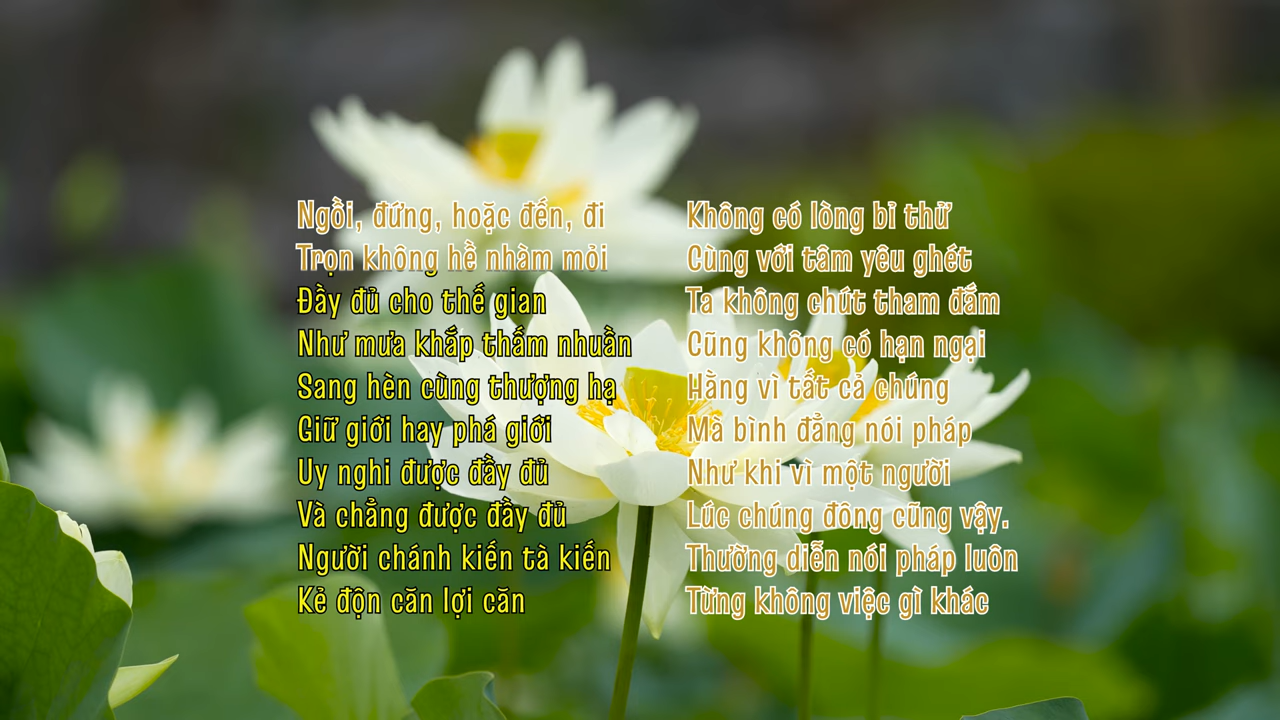 Ngồi, đứng, hoặc đến, đi
Trọn không hề nhàm mỏi
Đầy đủ cho thế gian
Như mưa khắp thấm nhuần
Sang hèn cùng thượng hạ
Giữ giới hay phá giới
Uy nghi được đầy đủ
Và chẳng được đầy đủ
Người chánh kiến tà kiến
Kẻ độn căn lợi căn
Không có lòng bỉ thử
Cùng với tâm yêu ghét
Ta không chút tham đắm
Cũng không có hạn ngại
Hằng vì tất cả chúng
Mà bình đẳng nói pháp
Như khi vì một người
Lúc chúng đông cũng vậy.
Thường diễn nói pháp luôn
Từng không việc gì khác